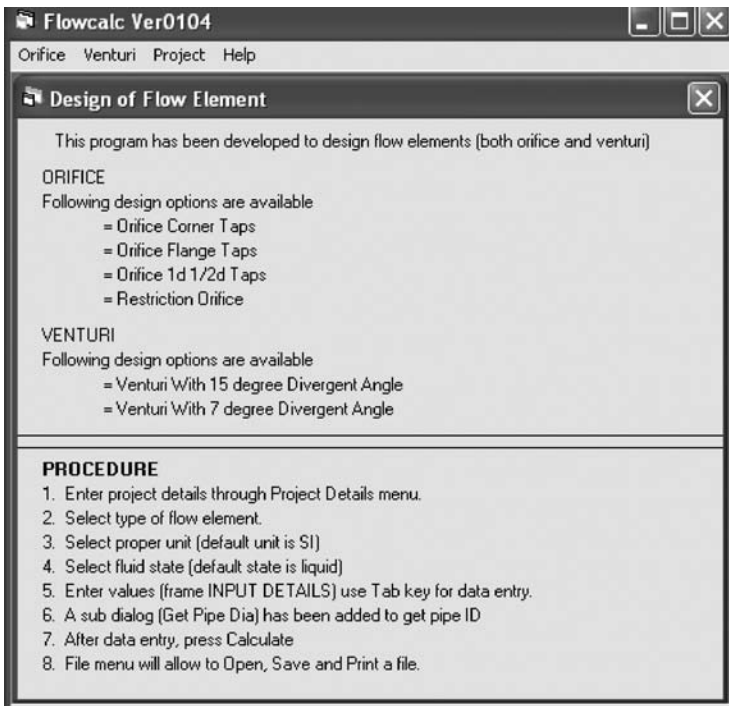 Flowcalc Ver0104
Orifice Venturi Project Help
Design of Flow Element
This program has been developed to design flow elements (both orifice and venturi)
ORIFICE
Following design options are available
= Orifice Corner Taps
= Orifice Flange Taps
= Orifice 1d 1/2d Taps
= Restriction Orifice
VENTURI
Following design options are available
= Venturi With 15 degree Divergent Angle
= Venturi With 7 degree Divergent Angle
PROCEDURE
1. Enter project details through Project Details menu.
2. Select type of flow element.
3. Select proper unit (default unit is SI)
4. Select fluid state (default state is liquid)
5. Enter values (frame INPUT DETAILS) use Tab key for data entry.
6. A sub dialog (Get Pipe Dia) has been added to get pipe ID
7. After data entry, press Calculate
8. File menu will allow to Open, Save and Print a file.